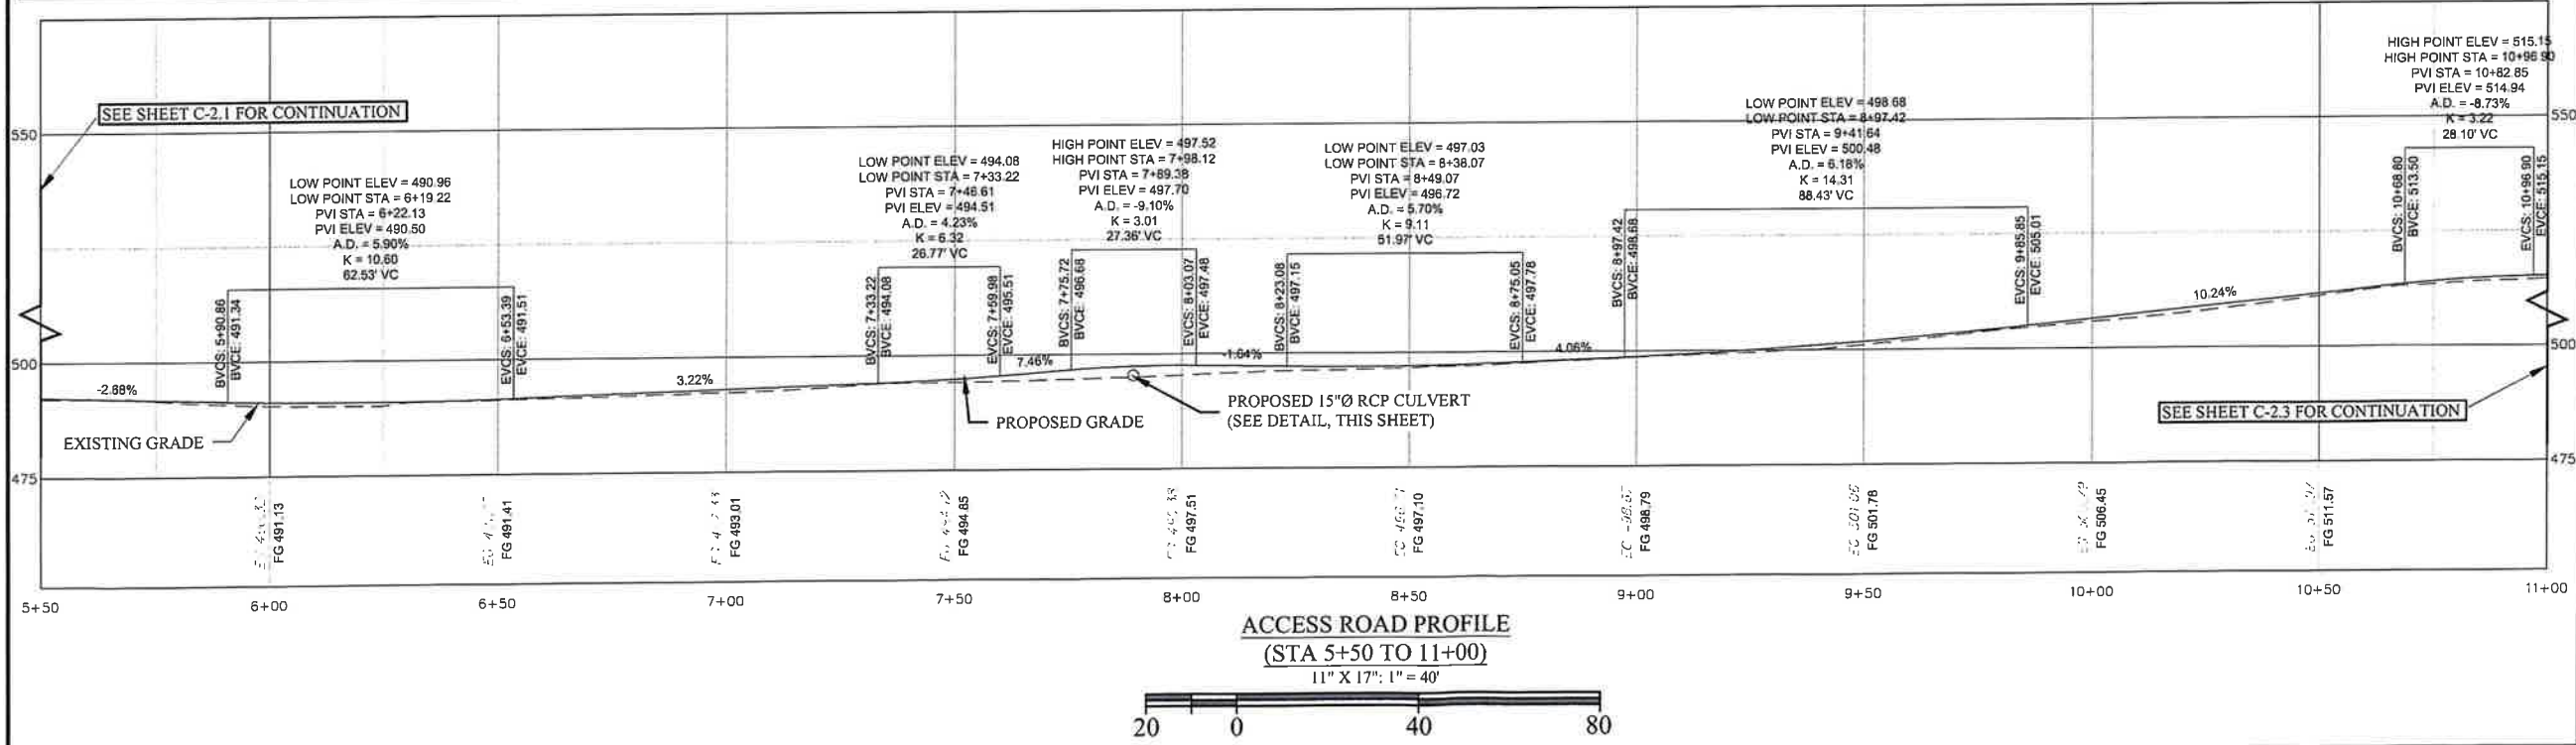 SEE SHEET C-2.1 FOR CONTINUATION
550
500
475
LOW POINT ELEV = 490.96
LOW POINT STA = 6+19.22
PVI STA = 6+22.13
PVI ELEV = 490.50
A.D. = 5.90%
K = 10.60
62.53' VC
BVCS: 5+90.86
BVCE: 491.34
EVCS: 6+53.39
EVCE: 491.51
LOW POINT ELEV = 494.08
LOW POINT STA = 7+33.22
PVI STA = 7+46.61
PVI ELEV = 494.51
A.D. = 4.23%
K = 6.32
26.77' VC
BVCS: 7+33.22
BVCE: 494.08
EVCS: 7+59.98
EVCE: 495.51
HIGH POINT ELEV = 497.52
HIGH POINT STA = 7+98.12
PVI STA = 7+89.38
PVI ELEV = 497.70
A.D. = -9.10%
K = 3.01
27.36' VC
BVCS: 7+75.72
BVCE: 496.68
EVCS: 8+03.07
EVCE: 497.48
LOW POINT ELEV = 497.03
LOW POINT STA = 8+38.07
PVI STA = 8+49.07
PVI ELEV = 496.72
A.D. = 5.70%
K = 9.11
51.97' VC
BVCS: 8+23.08
BVCE: 497.15
EVCS: 8+75.05
EVCE: 497.78
LOW POINT ELEV = 498.68
LOW POINT STA = 8+97.42
PVI STA = 9+41.64
PVI ELEV = 500.48
A.D. = 6.18%
K = 14.31
88.43' VC
BVCS: 8+97.42
BVCE: 498.68
EVCS: 9+85.85
EVCE: 505.01
HIGH POINT ELEV = 515.15
HIGH POINT STA = 10+96.90
PVI STA = 10+82.85
PVI ELEV = 514.94
A.D. = -8.73%
K = 3.22
28.10' VC
BVCS: 10+68.80
BVCE: 513.50
EVCS: 10+96.90
EVCE: 515.15
550
500
475
-2.68%
3.22%
7.46%
-1.64%
4.06%
10.24%
EXISTING GRADE
PROPOSED GRADE
PROPOSED 15"Ø RCP CULVERT
(SEE DETAIL, THIS SHEET)
SEE SHEET C-2.3 FOR CONTINUATION
FG 491.13
FG 491.41
FG 493.01
FG 494.85
FG 497.51
FG 497.10
FG 498.79
FG 501.78
FG 506.45
FG 511.57
5+50 6+00 6+50 7+00 7+50 8+00 8+50 9+00 9+50 10+00 10+50 11+00
ACCESS ROAD PROFILE
(STA 5+50 TO 11+00)
11" X 17": 1" = 40'
20 0 40 80